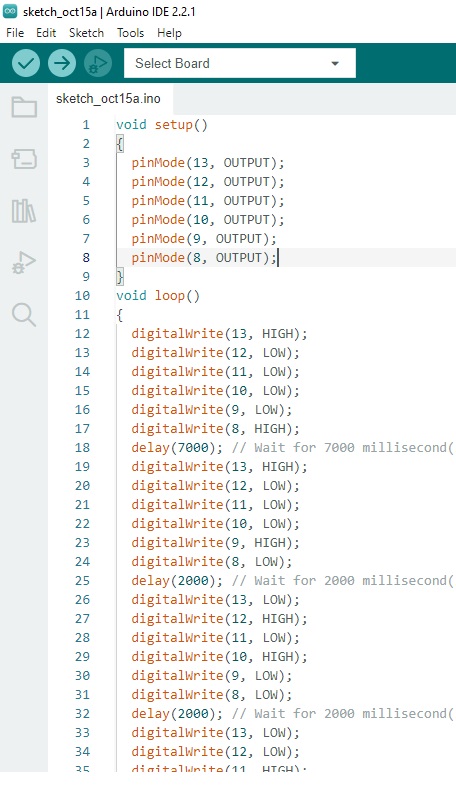 sketch_oct15a | Arduino IDE 2.2.1
File Edit Sketch Tools Help
Select Board
sketch_oct15a.ino
1 void setup()
2 {
3 pinMode(13, OUTPUT);
4 pinMode(12, OUTPUT);
5 pinMode(11, OUTPUT);
6 pinMode(10, OUTPUT);
7 pinMode(9, OUTPUT);
8 pinMode(8, OUTPUT);
9 }
10 void loop()
11 {
12 digitalWrite(13, HIGH);
13 digitalWrite(12, LOW);
14 digitalWrite(11, LOW);
15 digitalWrite(10, LOW);
16 digitalWrite(9, LOW);
17 digitalWrite(8, HIGH);
18 delay(7000); // Wait for 7000 millisecond(
19 digitalWrite(13, HIGH);
20 digitalWrite(12, LOW);
21 digitalWrite(11, LOW);
22 digitalWrite(10, LOW);
23 digitalWrite(9, HIGH);
24 digitalWrite(8, LOW);
25 delay(2000); // Wait for 2000 millisecond(
26 digitalWrite(13, LOW);
27 digitalWrite(12, HIGH);
28 digitalWrite(11, LOW);
29 digitalWrite(10, HIGH);
30 digitalWrite(9, LOW);
31 digitalWrite(8, LOW);
32 delay(2000); // Wait for 2000 millisecond(
33 digitalWrite(13, LOW);
34 digitalWrite(12, LOW);
35 digitalWrite(11, HIGH);